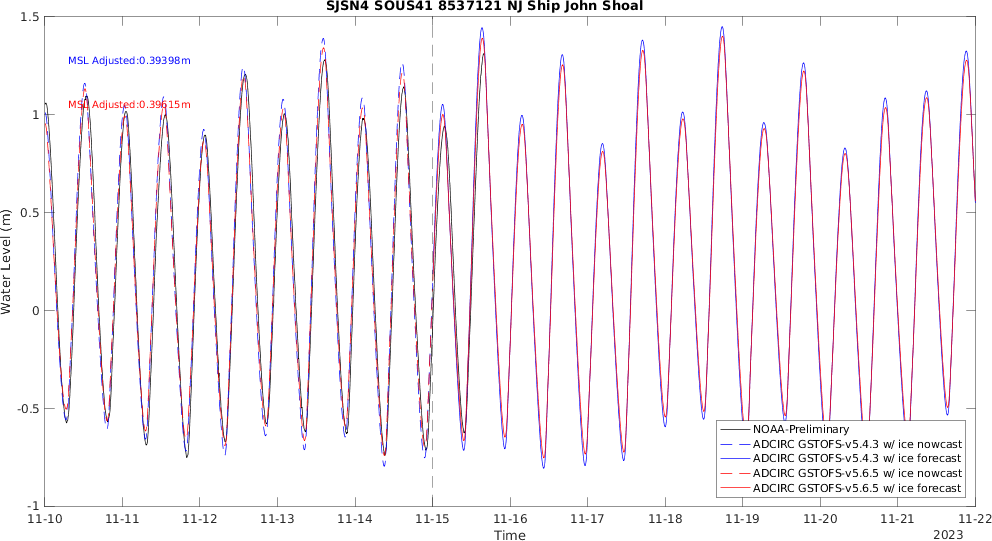 SJSN4 SOUS41 8537121 NJ Ship John Shoal
1.5
MSL Adjusted:0.39398m
MSL Adjusted:0.39615m
1
0.5
Water Level (m)
0
-0.5
-1
NOAA-Preliminary
ADCIRC GSTOFS-v5.4.3 w/ ice nowcast
ADCIRC GSTOFS-v5.4.3 w/ ice forecast
ADCIRC GSTOFS-v5.6.5 w/ ice nowcast
ADCIRC GSTOFS-v5.6.5 w/ ice forecast
11-10 11-11 11-12 11-13 11-14 11-15 11-16 11-17 11-18 11-19 11-20 11-21 11-22
Time
2023